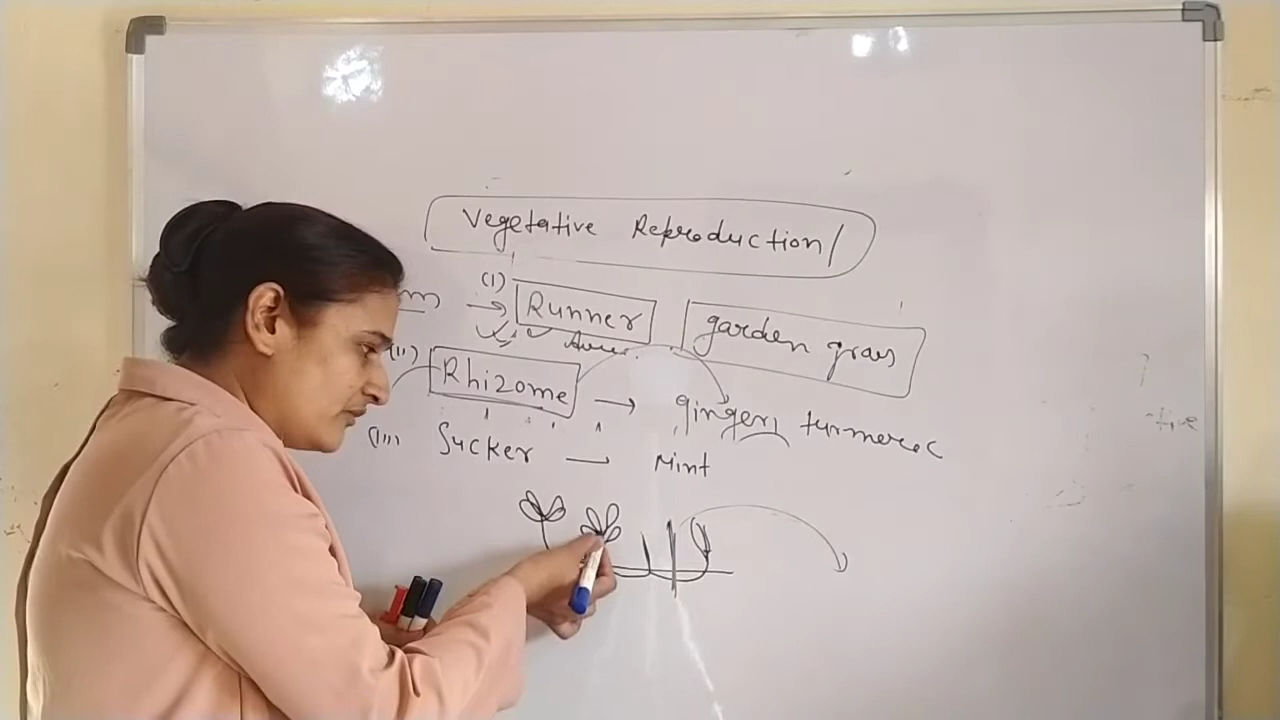 Vegetative Reproduction
(i) Runner garden grass
(ii) Rhizome → ginger, turmeric
(iii) Sucker — Mint